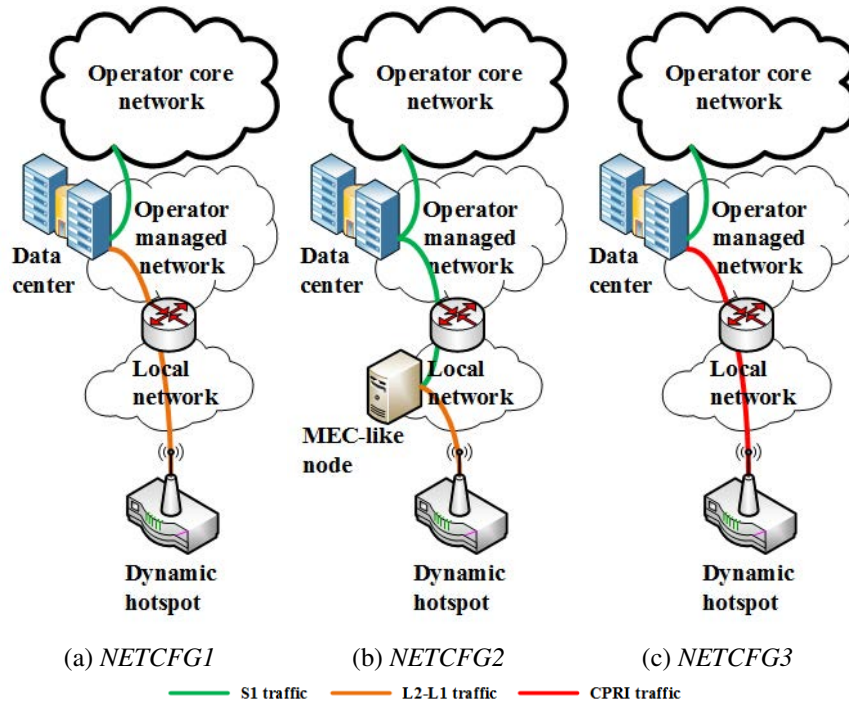 Operator core
network
Operator
managed
network
Data
center
Local
network
Dynamic
hotspot
(a) NETCFG1
Operator core
network
Operator
managed
network
Data
center
Local
network
MEC-like
node
Dynamic
hotspot
(b) NETCFG2
Operator core
network
Operator
managed
network
Data
center
Local
network
Dynamic
hotspot
(c) NETCFG3
S1 traffic
L2-L1 traffic
CPRI traffic